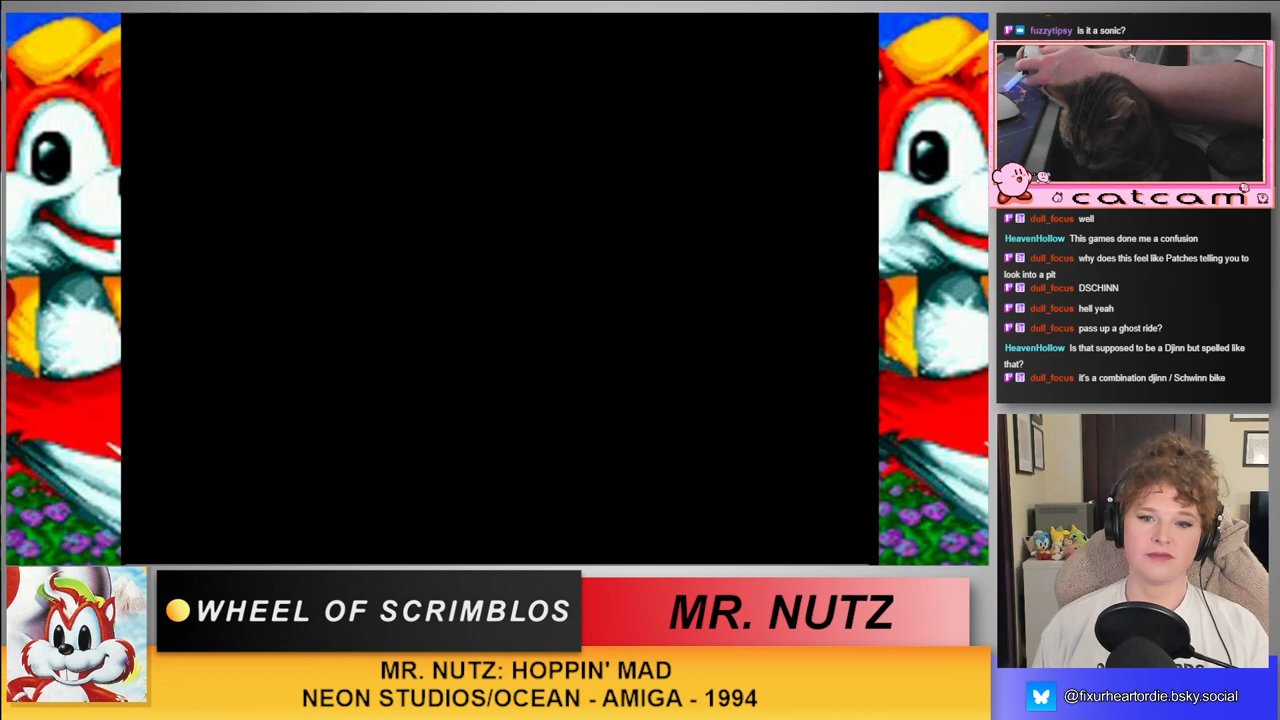 fuzzytipsy is it a sonic?
catcam
dull_focus well
HeavenHollow This games done me a confusion
dull_focus why does this feel like Patches telling you to
look into a pit
dull_focus DSCHINN
dull_focus hell yeah
dull_focus pass up a ghost ride?
HeavenHollow Is that supposed to be a Djinn but spelled like
that?
dull_focus it's a combination djinn / Schwinn bike
WHEEL OF SCRIMBLOS
MR. NUTZ
MR. NUTZ: HOPPIN' MAD
NEON STUDIOS/OCEAN - AMIGA - 1994
@fixurheartordie.bsky.social